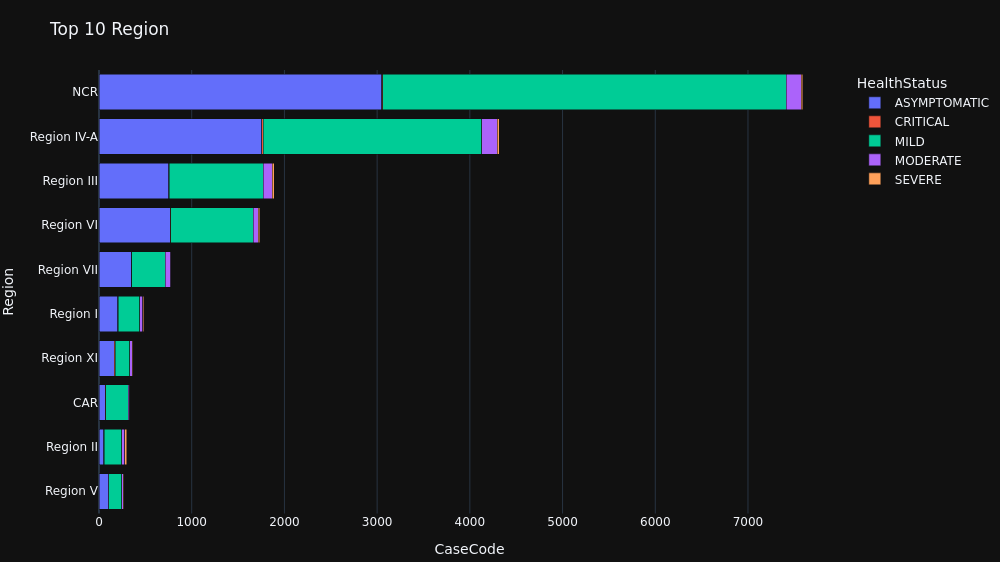 Top 10 Region
HealthStatus
ASYMPTOMATIC
CRITICAL
MILD
MODERATE
SEVERE
Region
NCR
Region IV-A
Region III
Region VI
Region VII
Region I
Region XI
CAR
Region II
Region V
0 1000 2000 3000 4000 5000 6000 7000
CaseCode